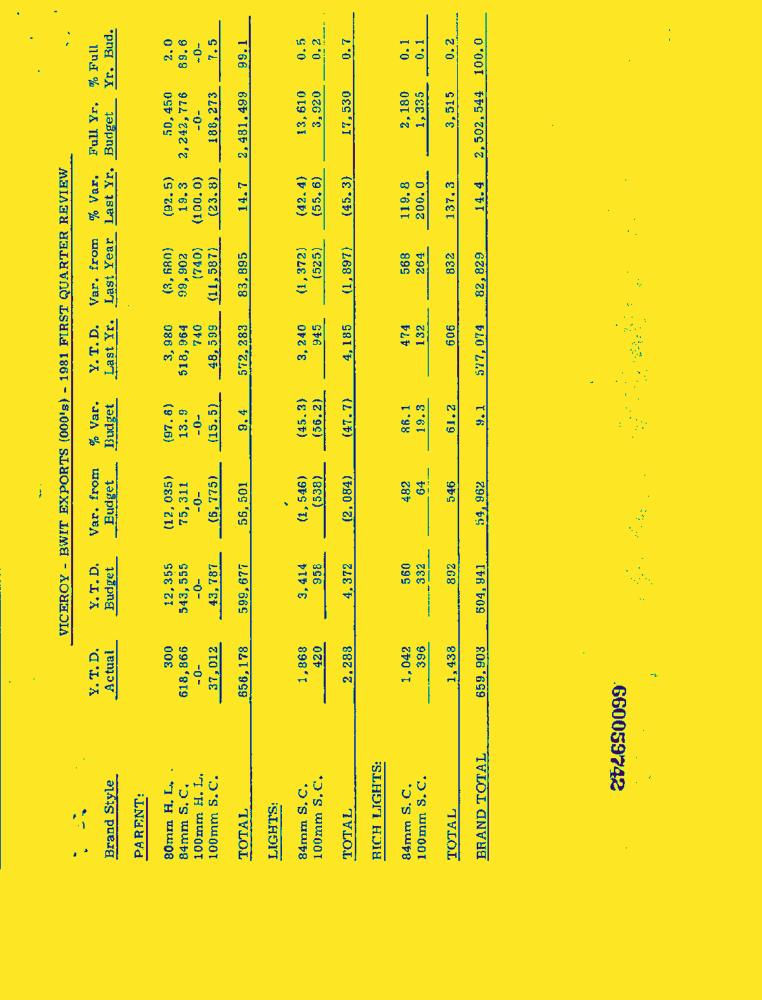 VICEROY - BWIT EXPORTS (000's) - 1981 FIRST QUARTER REVIEW
Brand Style Y.T.D. Actual Y.T.D. Budget Var. from Budget % Var. Budget Y.T.D. Last Yr. Var. from Last Year % Var. Last Yr. Full Yr. Budget % Full Yr. Bud.
PARENT:
80mm H.L. 300 12,355 (12,035) (97.6) 3,980 (3,680) (92.5) 50,450 2.0
84mm S.C. 618,866 543,555 75,311 13.9 518,964 99,902 19.3 2,242,776 89.6
100mm H.L. -0- -0- -0- -0- 740 (740) (100.0) -0- -0-
100mm S.C. 37,012 43,787 (6,775) (15.5) 48,599 (11,587) (23.8) 188,273 7.5
TOTAL 656,178 599,677 56,501 9.4 572,283 83,895 14.7 2,481,499 99.1
LIGHTS:
84mm S.C. 1,868 3,414 (1,546) (45.3) 3,240 (1,372) (42.4) 13,610 0.5
100mm S.C. 420 958 (538) (56.2) 945 (525) (55.6) 3,920 0.2
TOTAL 2,288 4,372 (2,084) (47.7) 4,185 (1,897) (45.3) 17,530 0.7
RICH LIGHTS:
84mm S.C. 1,042 560 482 86.1 474 568 119.8 2,180 0.1
100mm S.C. 396 332 64 19.3 132 264 200.0 1,335 0.1
TOTAL 1,438 892 546 61.2 606 832 137.3 3,515 0.2
BRAND TOTAL 659,903 604,941 54,962 9.1 577,074 82,829 14.4 2,502,544 100.0
660059742